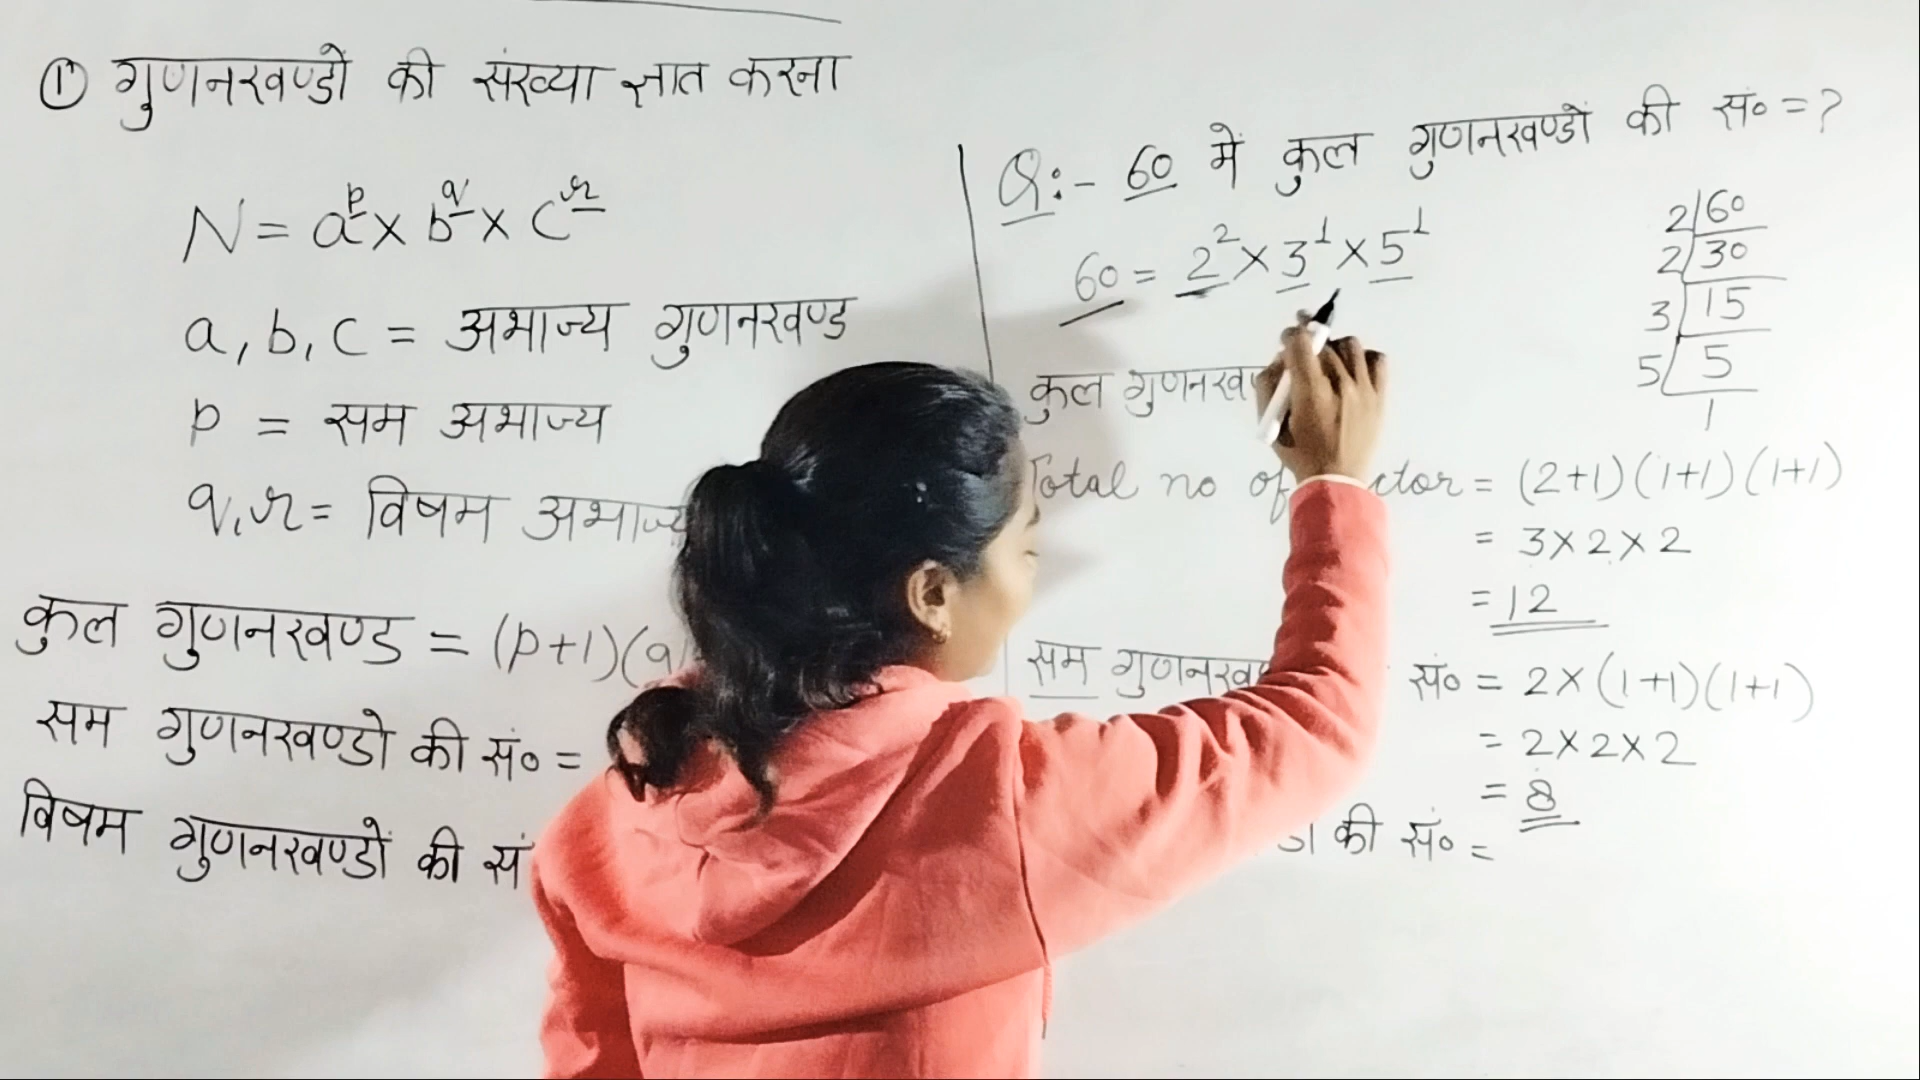 ① गुणनखण्डों की संख्या ज्ञात करना
N = a^p × b^q × c^r
a, b, c = अभाज्य गुणनखण्ड
p = सम अभाज्य
q, r = विषम अभाज्य
कुल गुणनखण्ड = (p+1)(q
सम गुणनखण्डो की सं० =
विषम गुणनखण्डों की सं
Q:- 60 में कुल गुणनखण्डो की सं० = ?
60 = 2^2 × 3^1 × 5^1
2 60
2 30
3 15
5 5
1
कुल
Total no of = (2+1)(1+1)(1+1)
= 3×2×2
= 12
सम सं० = 2×(1+1)(1+1)
= 2×2×2
= 8
की सं० =